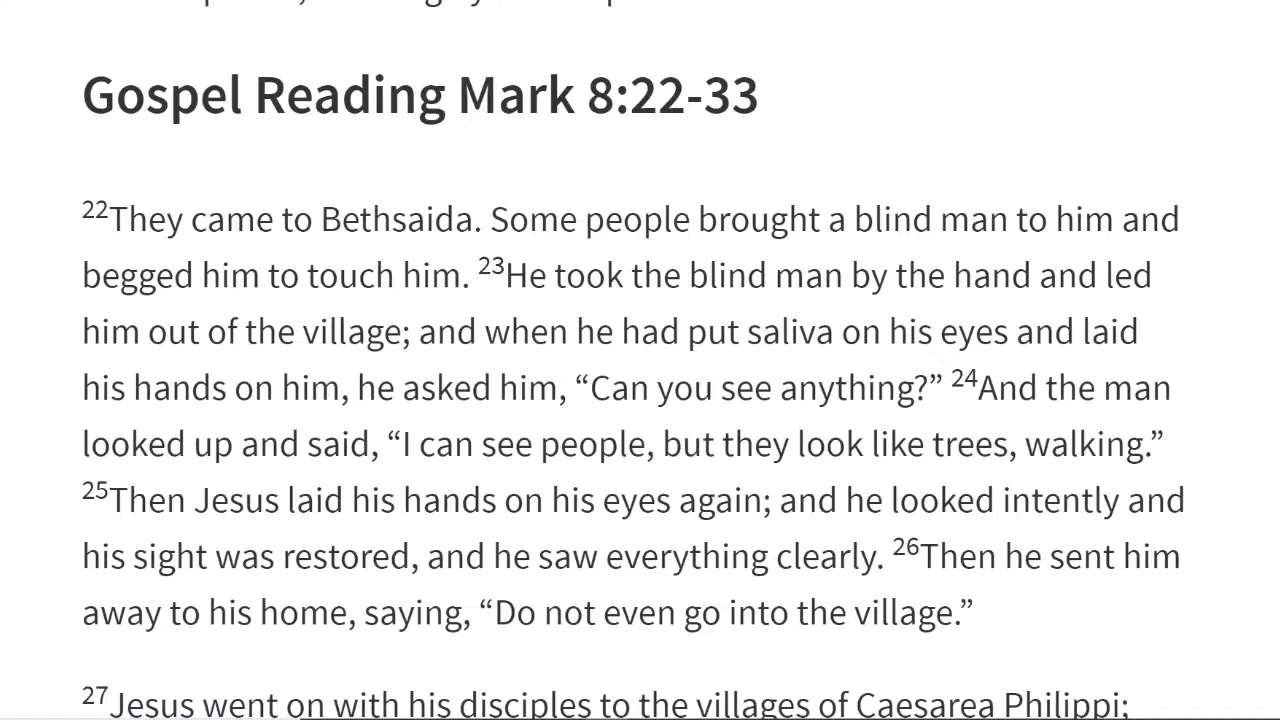 Gospel Reading Mark 8:22-33
22They came to Bethsaida. Some people brought a blind man to him and
begged him to touch him. 23He took the blind man by the hand and led
him out of the village; and when he had put saliva on his eyes and laid
his hands on him, he asked him, “Can you see anything?” 24And the man
looked up and said, “I can see people, but they look like trees, walking.”
25Then Jesus laid his hands on his eyes again; and he looked intently and
his sight was restored, and he saw everything clearly. 26Then he sent him
away to his home, saying, “Do not even go into the village.”
27Jesus went on with his disciples to the villages of Caesarea Philippi;